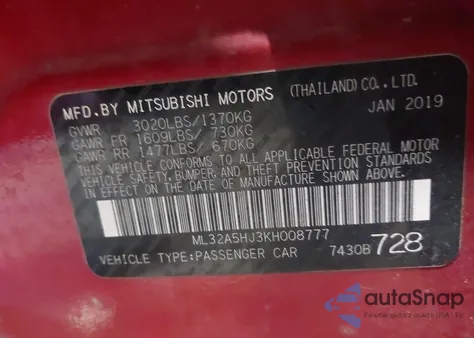 MFD.BY MITSUBISHI MOTORS (THAILAND)CO.,LTD.
JAN 2019
GVWR 3020LBS/1370KG
GAWR FR 1609LBS/ 730KG
GAWR RR 1477LBS/ 670KG
THIS VEHICLE CONFORMS TO ALL APPLICABLE FEDERAL MOTOR
VEHICLE SAFETY, BUMPER, AND THEFT PREVENTION STANDARDS
IN EFFECT ON THE DATE OF MANUFACTURE SHOWN ABOVE.
ML32A5HJ3KH008777
VEHICLE TYPE:PASSENGER CAR 7430B 728
autoSnap